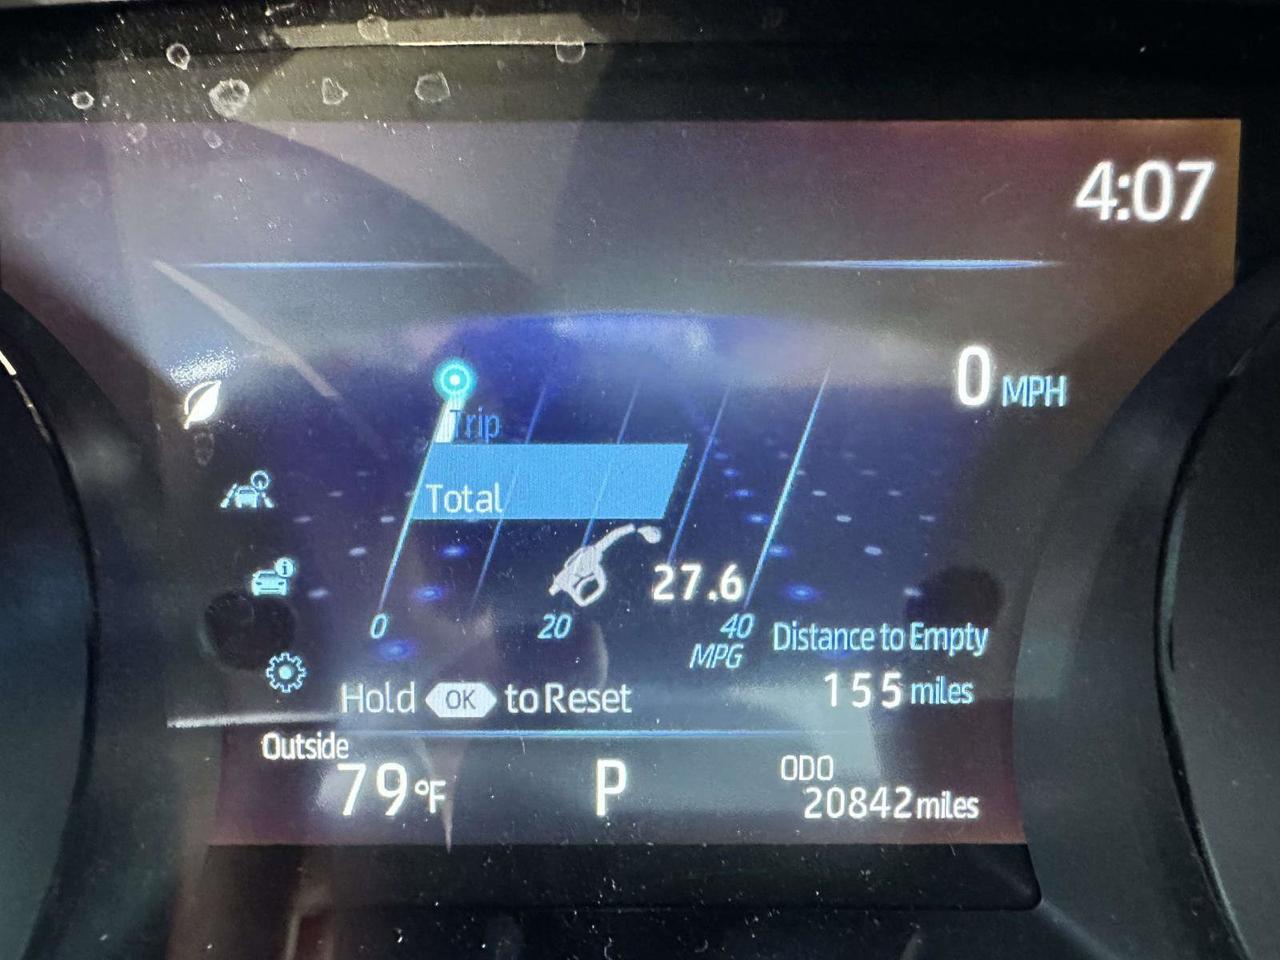 4:07
0 MPH
Trip
Total
27.6
0 20 40
MPG
Distance to Empty
155 miles
Hold OK to Reset
Outside
79°F
P
ODO
20842 miles